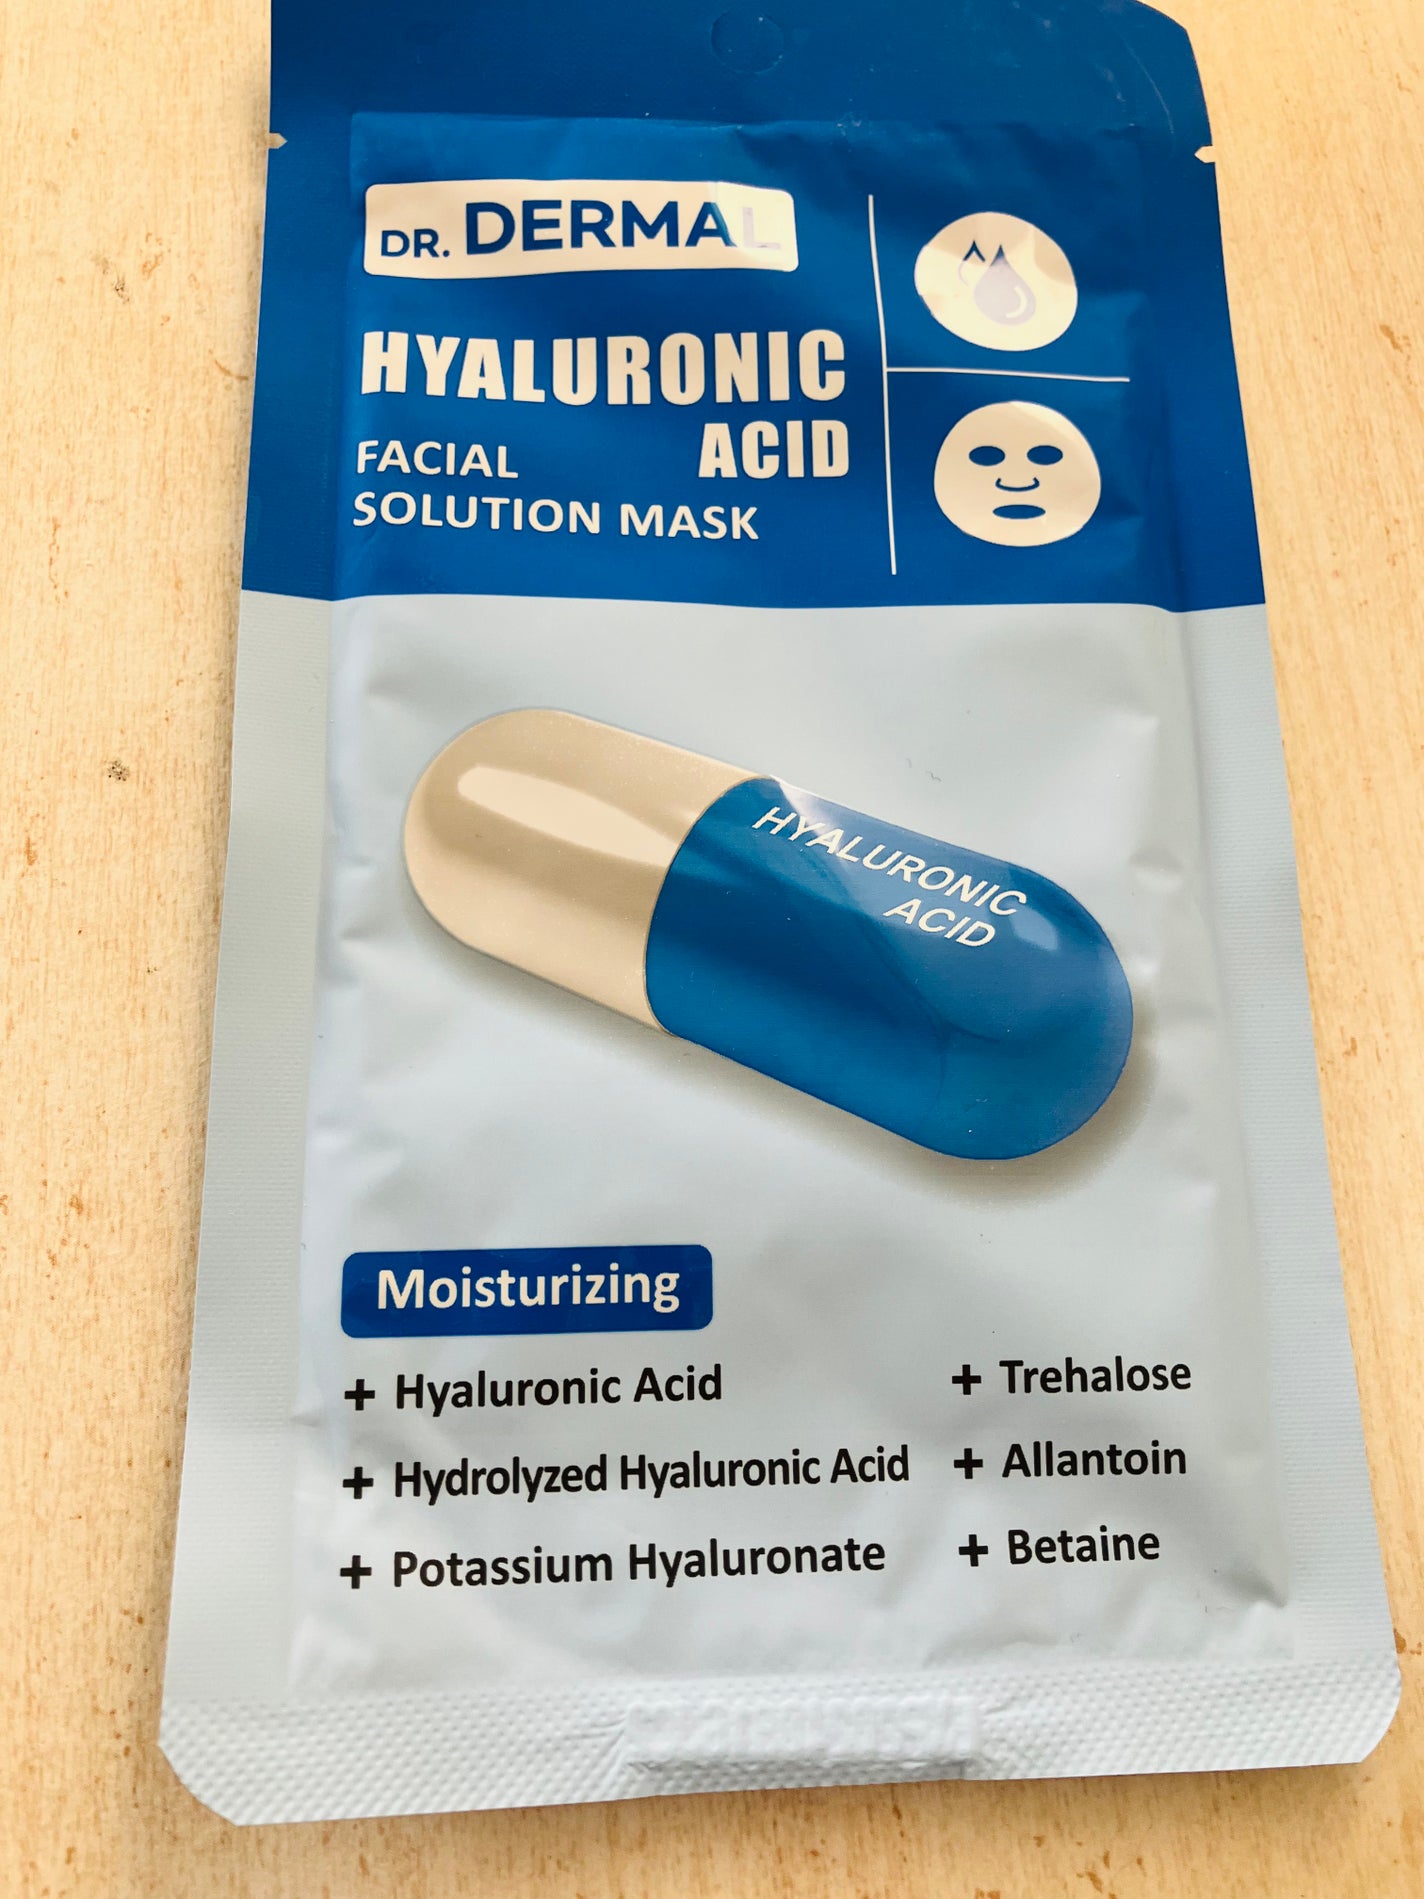 DR. DERMAL
HYALURONIC
ACID
FACIAL
SOLUTION MASK
HYALURONIC
ACID
Moisturizing
+ Hyaluronic Acid
+ Hydrolyzed Hyaluronic Acid
+ Potassium Hyaluronate
+ Trehalose
+ Allantoin
+ Betaine